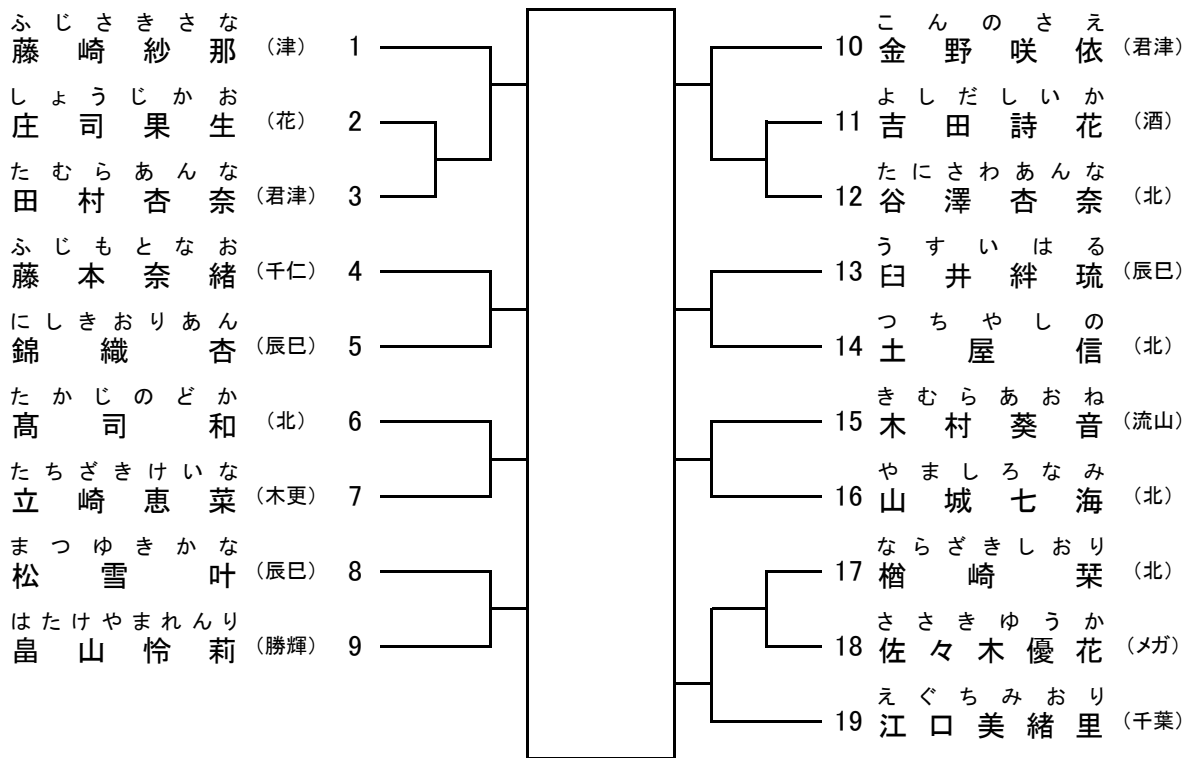 ふじさきさな
藤崎紗那 (津) 1
しょうじかお
庄司果生 (花) 2
たむらあんな
田村杏奈 (君津) 3
ふじもとなお
藤本奈緒 (千仁) 4
にしきおりあん
錦織杏 (辰巳) 5
たかじのどか
髙司和 (北) 6
たちざきけいな
立崎恵菜 (木更) 7
まつゆきかな
松雪叶 (辰巳) 8
はたけやまれんり
畠山怜莉 (勝輝) 9
こんのさえ
10 金野咲依 (君津)
よしだしいか
11 吉田詩花 (酒)
たにさわあんな
12 谷澤杏奈 (北)
うすいはる
13 臼井絆琉 (辰巳)
つちやしの
14 土屋信 (北)
きむらあおね
15 木村葵音 (流山)
やましろなみ
16 山城七海 (北)
ならざきしおり
17 楢崎栞 (北)
ささきゆうか
18 佐々木優花 (メガ)
えぐちみおり
19 江口美緒里 (千葉)